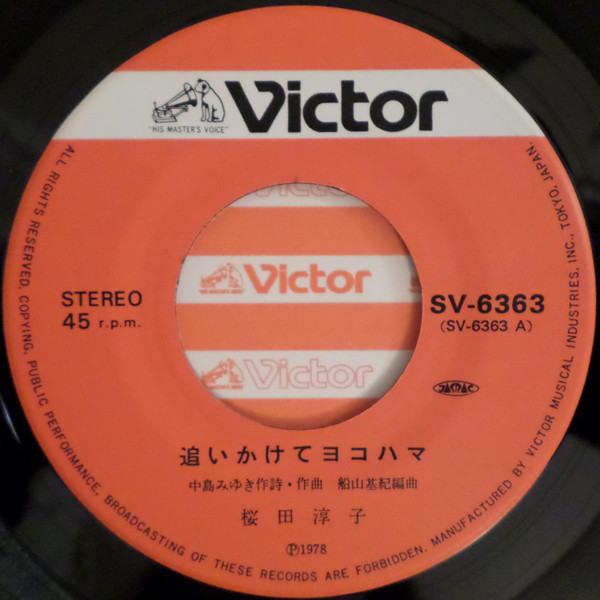 Victor
"HIS MASTER'S VOICE"
ALL RIGHTS RESERVED. COPYING, PUBLIC PERFORMANCE, BROADCASTING OF THESE RECORDS ARE FORBIDDEN. MANUFACTURED BY VICTOR MUSICAL INDUSTRIES, INC., TOKYO, JAPAN.
Victor
Victor
STEREO
45 r.p.m.
SV-6363
(SV-6363 A)
JASRAC
追いかけてヨコハマ
中島みゆき作詩・作曲 船山基紀編曲
桜田淳子
Ⓟ1978